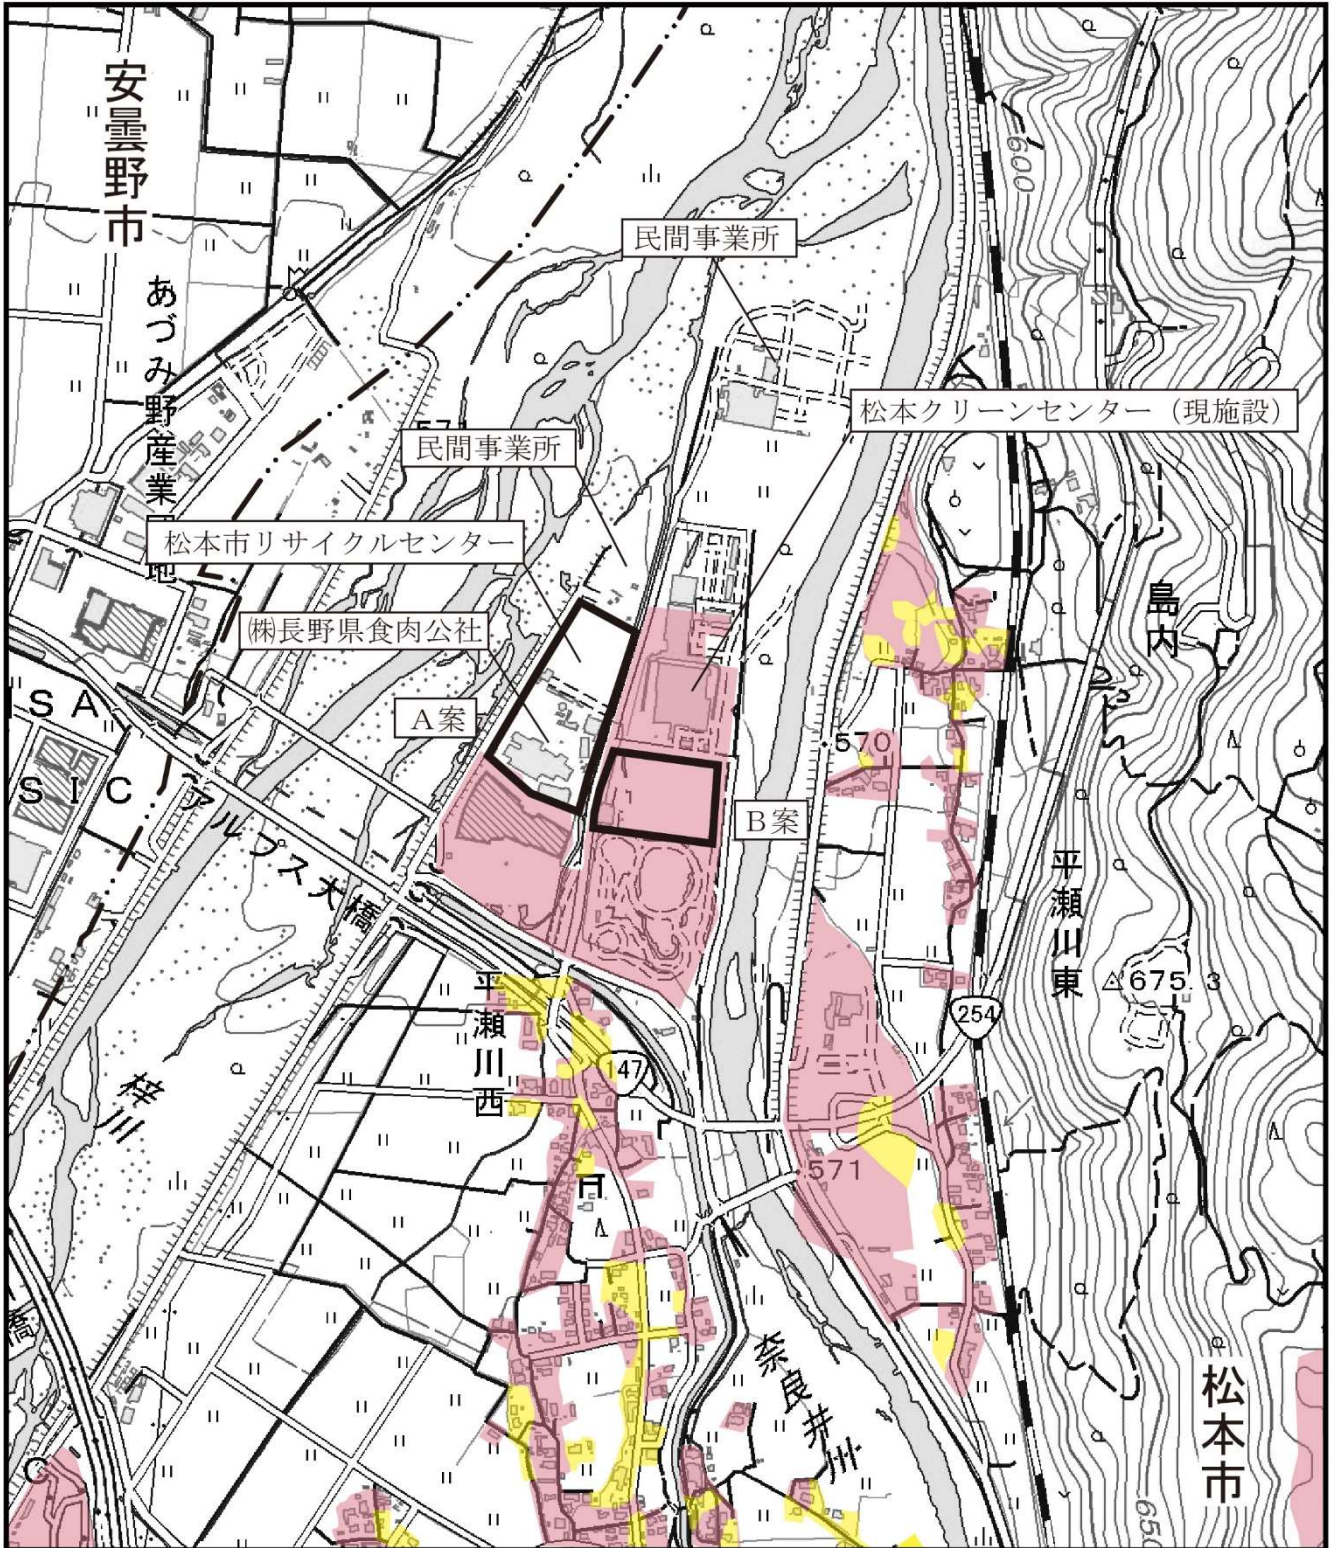 安曇野市
あづみ野産業団地
民間事業所
松本クリーンセンター（現施設）
民間事業所
松本市リサイクルセンター
㈱長野県食肉公社
A案
B案
600
571
570
島内
SA
SIC
アルプス大橋
平瀬川東
675.3
254
平瀬川西
147
梓川
571
奈良井川
松本市
650
橋
C